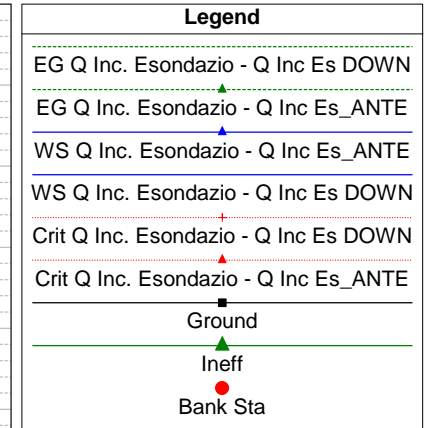 Legend
EG Q Inc. Esondazio - Q Inc Es DOWN
EG Q Inc. Esondazio - Q Inc Es_ANTE
WS Q Inc. Esondazio - Q Inc Es_ANTE
WS Q Inc. Esondazio - Q Inc Es DOWN
Crit Q Inc. Esondazio - Q Inc Es DOWN
Crit Q Inc. Esondazio - Q Inc Es_ANTE
Ground
Ineff
Bank Sta